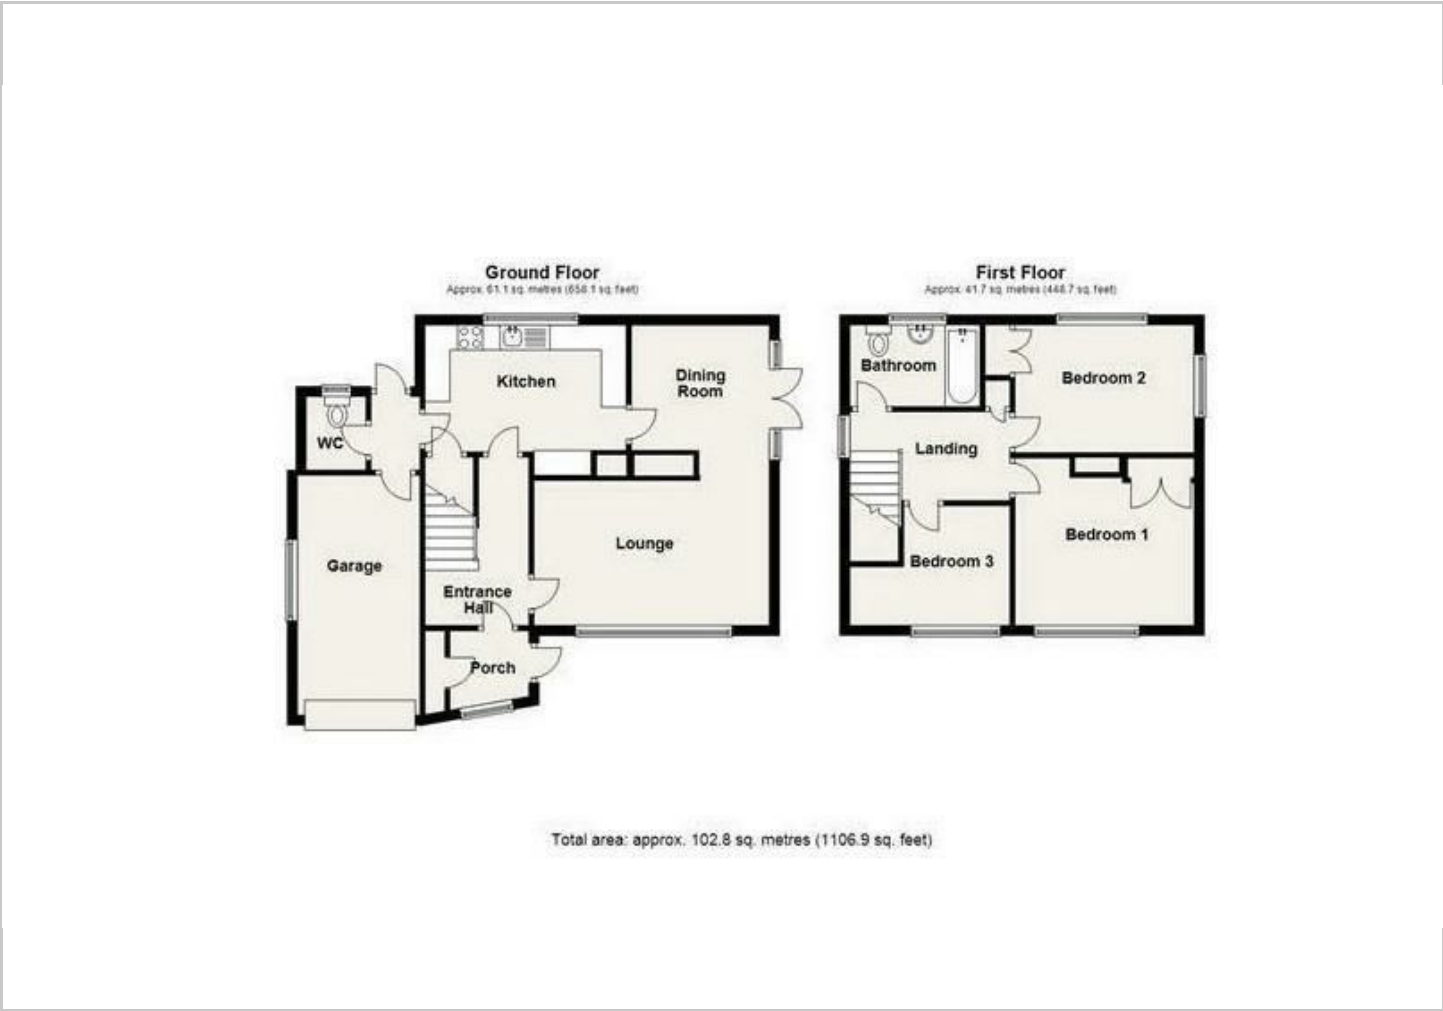 Ground Floor
Approx. 61.1 sq. metres (658.1 sq. feet)
First Floor
Approx. 41.7 sq. metres (448.7 sq. feet)
Kitchen
Dining
Room
WC
Garage
Lounge
Entrance
Hall
Porch
Bathroom
Bedroom 2
Landing
Bedroom 1
Bedroom 3
Total area: approx. 102.8 sq. metres (1106.9 sq. feet)